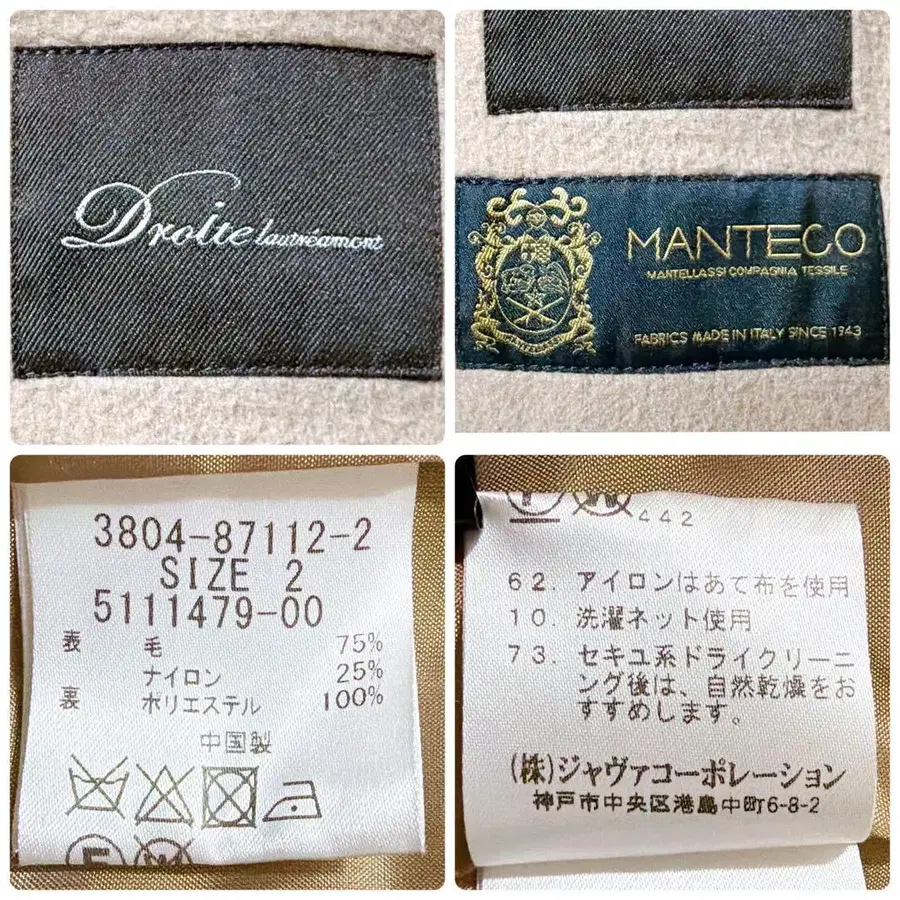 Droite lautréamont
MANTECO
MANTELLASSI COMPAGNIA TESSILE
FABRICS MADE IN ITALY SINCE 1943
3804-87112-2
SIZE 2
5111479-00
表 毛 75%
ナイロン 25%
裏 ポリエステル 100%
中国製
F W
F W
442
62. アイロンはあて布を使用
10. 洗濯ネット使用
73. セキユ系ドライクリーニ
ング後は、自然乾燥をお
すすめします。
(株)ジャヴァコーポレーション
神戸市中央区港島中町6-8-2